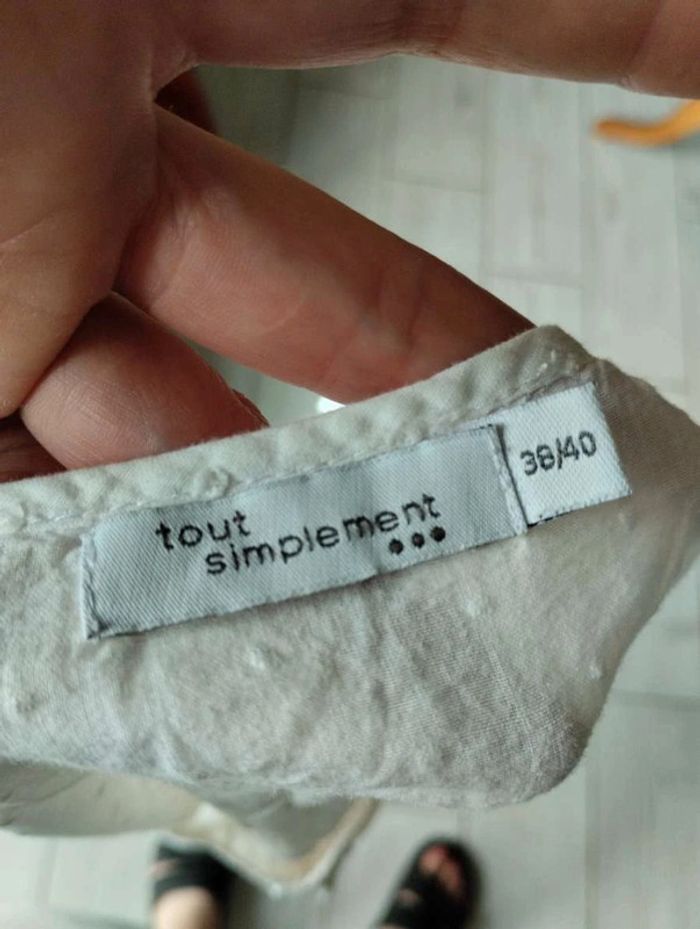 tout
simplement
•••
38/40